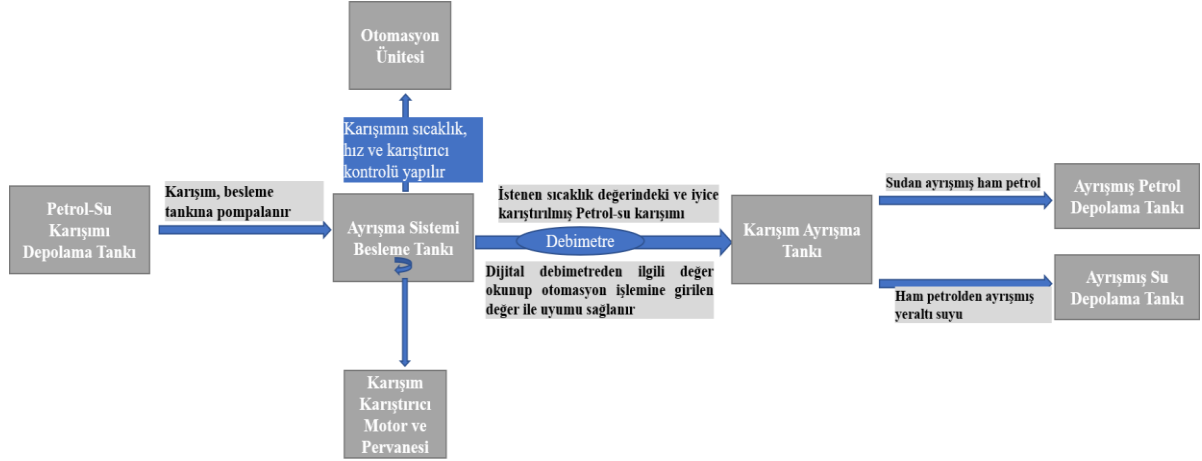 Otomasyon
Ünitesi
Karışımın sıcaklık,
hız ve karıştırıcı
kontrolü yapılır
Petrol-Su
Karışımı
Depolama Tankı
Karışım, besleme
tankına pompalanır
Ayrışma Sistemi
Besleme Tankı
İstenen sıcaklık değerindeki ve iyice
karıştırılmış Petrol-su karışımı
Debimetre
Dijital debimetreden ilgili değer
okunup otomasyon işlemine girilen
değer ile uyumu sağlanır
Karışım Ayrışma
Tankı
Sudan ayrışmış ham petrol
Ayrışmış Petrol
Depolama Tankı
Ham petrolden ayrışmış
yeraltı suyu
Ayrışmış Su
Depolama Tankı
Karışım
Karıştırıcı
Motor ve
Pervanesi